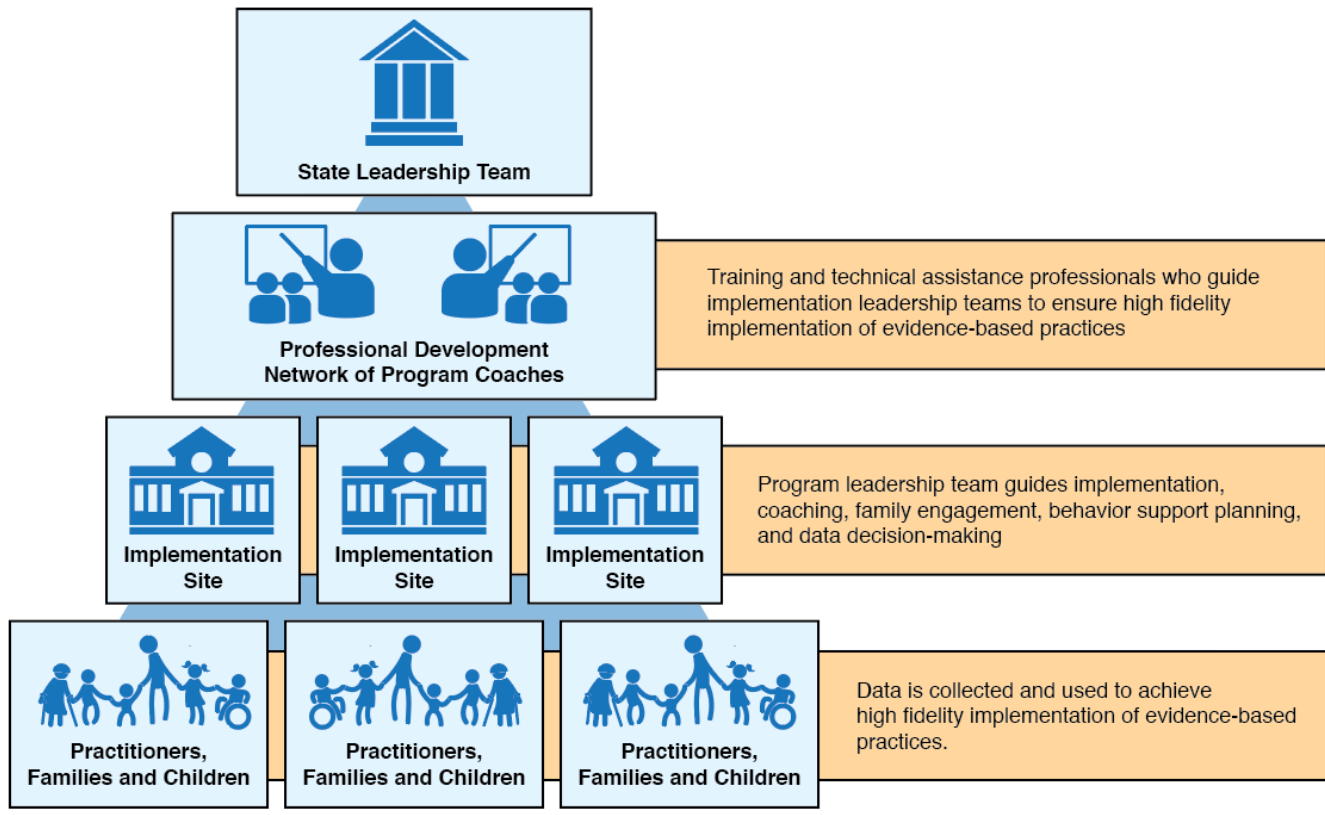 State Leadership Team
Professional Development
Network of Program Coaches
Training and technical assistance professionals who guide
implementation leadership teams to ensure high fidelity
implementation of evidence-based practices
Implementation
Site
Implementation
Site
Implementation
Site
Program leadership team guides implementation,
coaching, family engagement, behavior support planning,
and data decision-making
Practitioners,
Families and Children
Practitioners,
Families and Children
Practitioners,
Families and Children
Data is collected and used to achieve
high fidelity implementation of evidence-based
practices.